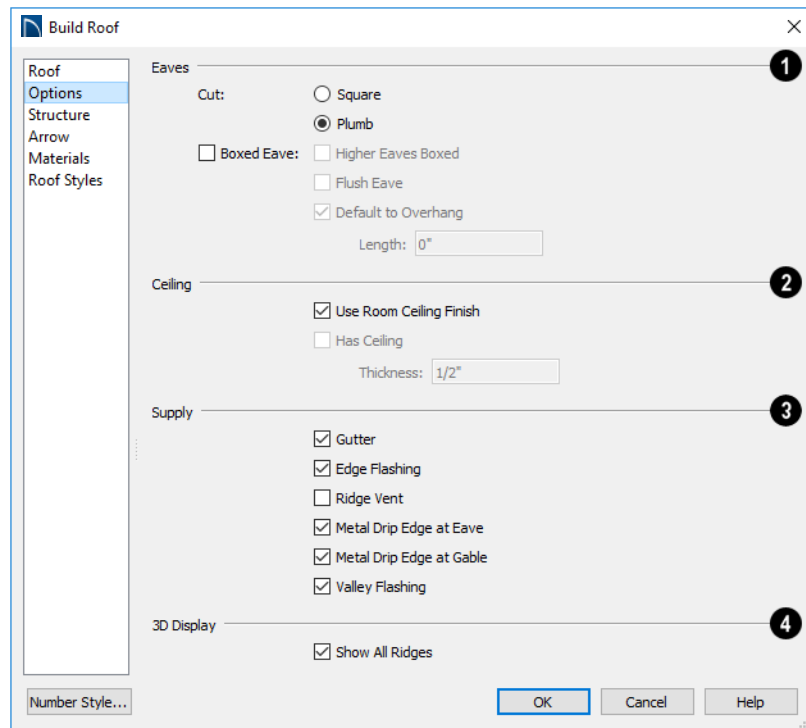 Build Roof
Roof
Options
Structure
Arrow
Materials
Roof Styles
Eaves 1
Cut: Square
Plumb
Boxed Eave: Higher Eaves Boxed
Flush Eave
Default to Overhang
Length: 0"
Ceiling 2
Use Room Ceiling Finish
Has Ceiling
Thickness: 1/2"
Supply 3
Gutter
Edge Flashing
Ridge Vent
Metal Drip Edge at Eave
Metal Drip Edge at Gable
Valley Flashing
3D Display 4
Show All Ridges
Number Style... OK Cancel Help